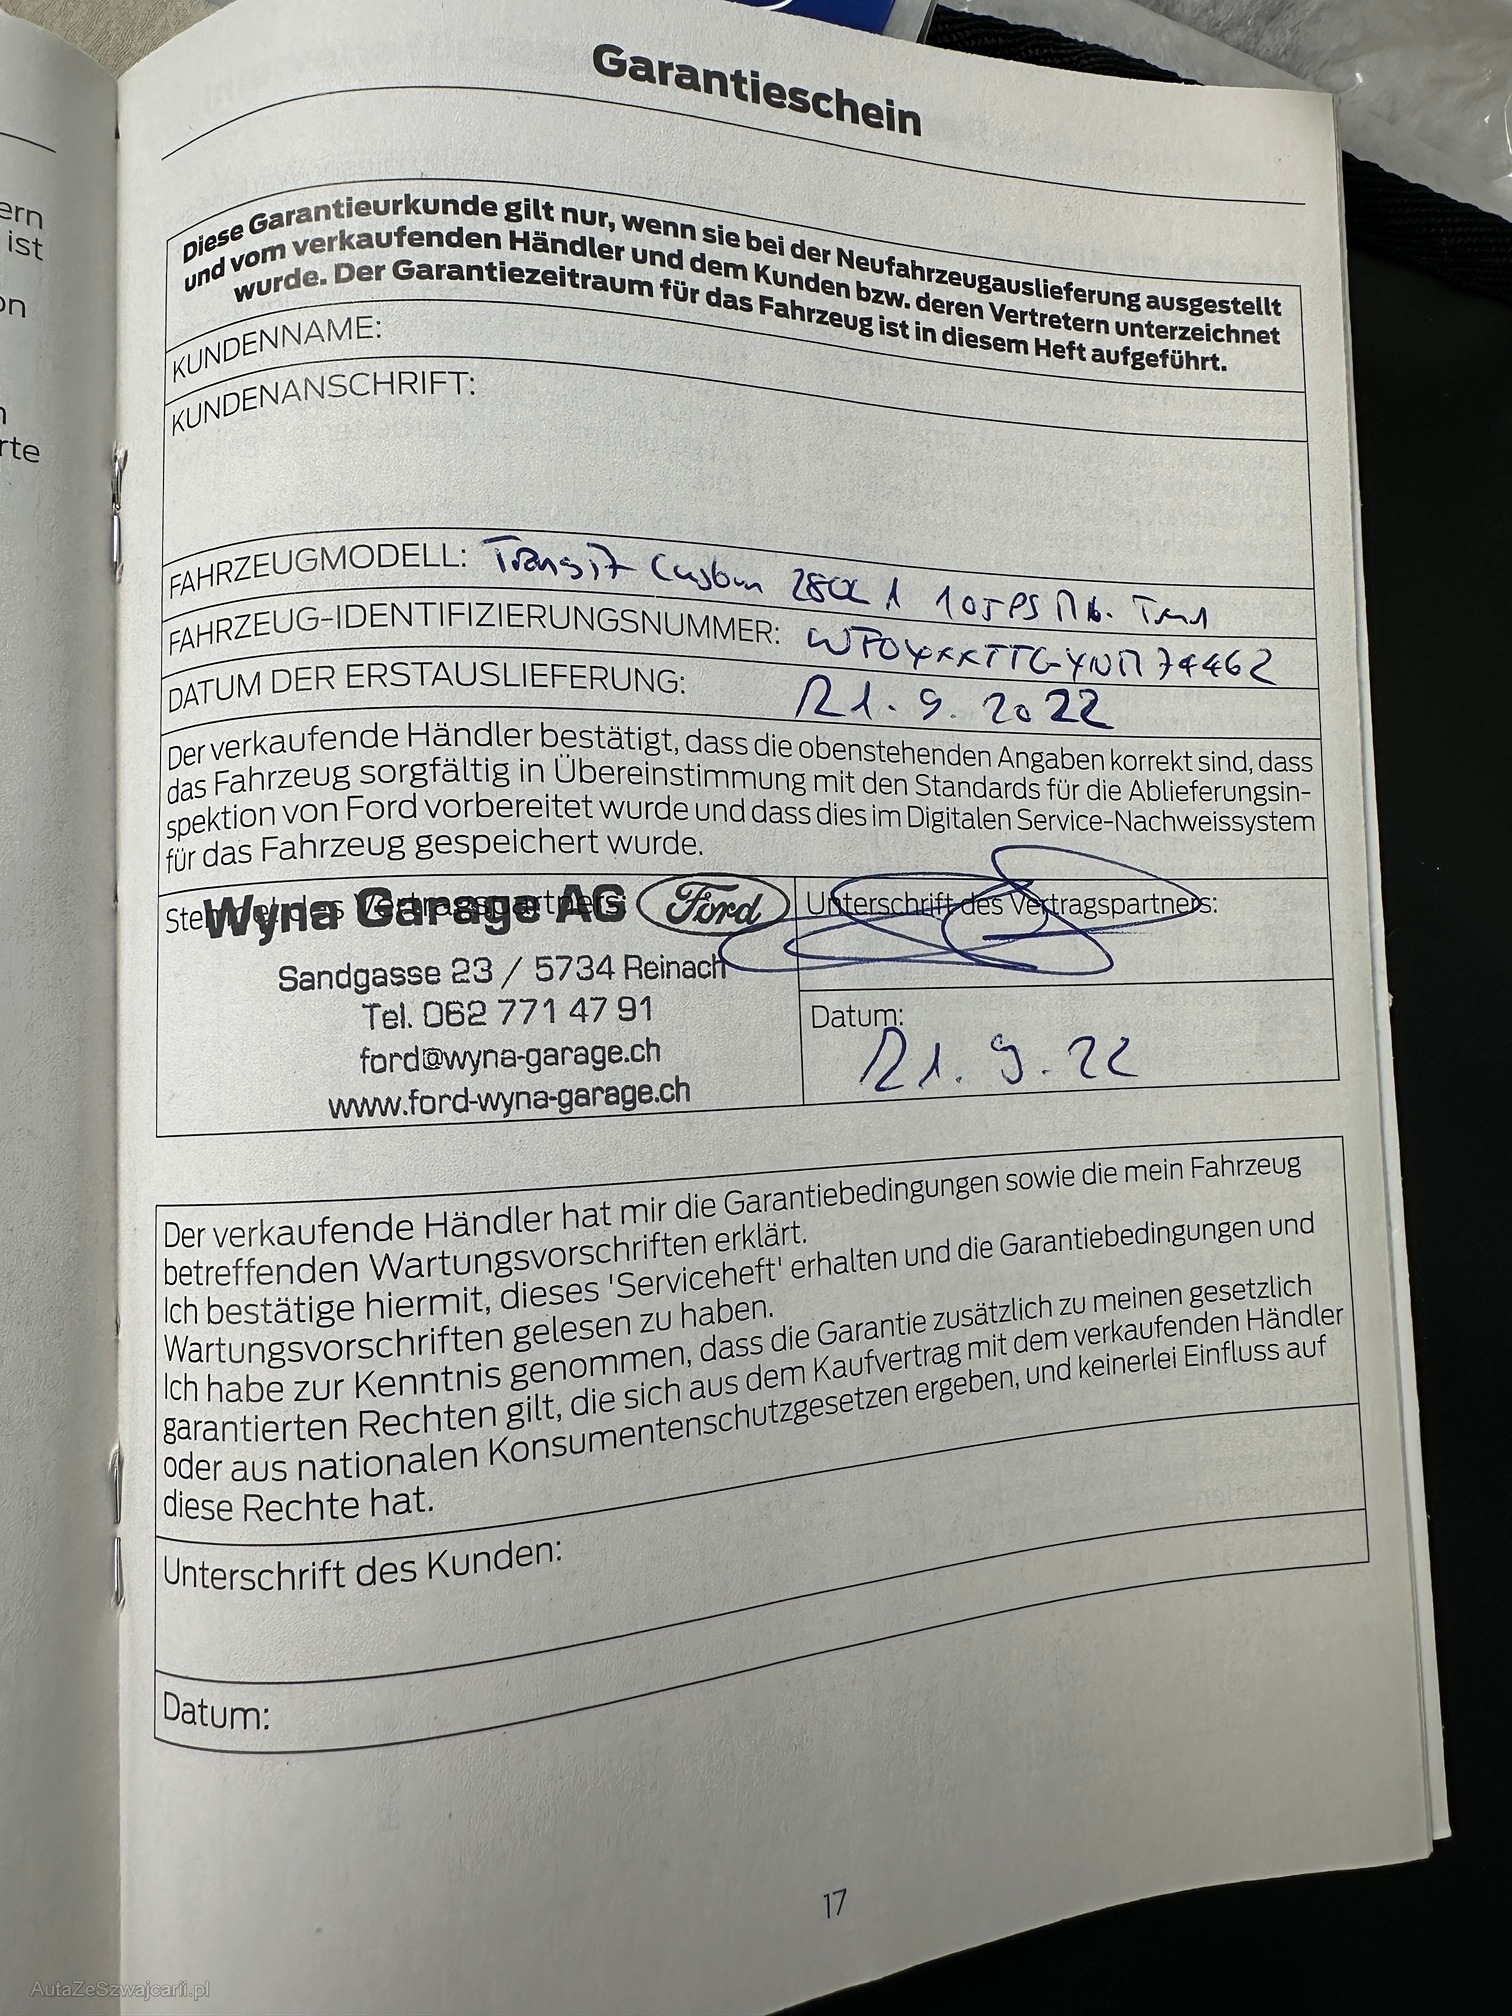 ern
ist
on
rte
Garantieschein
Diese Garantieurkunde gilt nur, wenn sie bei der Neufahrzeugauslieferung ausgestellt
und vom verkaufenden Händler und dem Kunden bzw. deren Vertretern unterzeichnet
wurde. Der Garantiezeitraum für das Fahrzeug ist in diesem Heft aufgeführt.
KUNDENNAME:
KUNDENANSCHRIFT:
FAHRZEUGMODELL: Transit Custom 105PS
FAHRZEUG-IDENTIFIZIERUNGSNUMMER: WF0YXXTTGYNM74462
DATUM DER ERSTAUSLIEFERUNG: 21.9.2022
Der verkaufende Händler bestätigt, dass die obenstehenden Angaben korrekt sind, dass
das Fahrzeug sorgfältig in Übereinstimmung mit den Standards für die Ablieferungsin-
spektion von Ford vorbereitet wurde und dass dies im Digitalen Service-Nachweissystem
für das Fahrzeug gespeichert wurde.
Stempel des Vertragspartners:
Wyna Garage AG Ford
Sandgasse 23 / 5734 Reinach
Tel. 062 771 47 91
ford@wyna-garage.ch
www.ford-wyna-garage.ch
Unterschrift des Vertragspartners:
Datum:
21.9.22
Der verkaufende Händler hat mir die Garantiebedingungen sowie die mein Fahrzeug
betreffenden Wartungsvorschriften erklärt.
Ich bestätige hiermit, dieses 'Serviceheft' erhalten und die Garantiebedingungen und
Wartungsvorschriften gelesen zu haben.
Ich habe zur Kenntnis genommen, dass die Garantie zusätzlich zu meinen gesetzlich
garantierten Rechten gilt, die sich aus dem Kaufvertrag mit dem verkaufenden Händler
oder aus nationalen Konsumentenschutzgesetzen ergeben, und keinerlei Einfluss auf
diese Rechte hat.
Unterschrift des Kunden:
Datum:
17
AutaZeSzwajcarii.pl